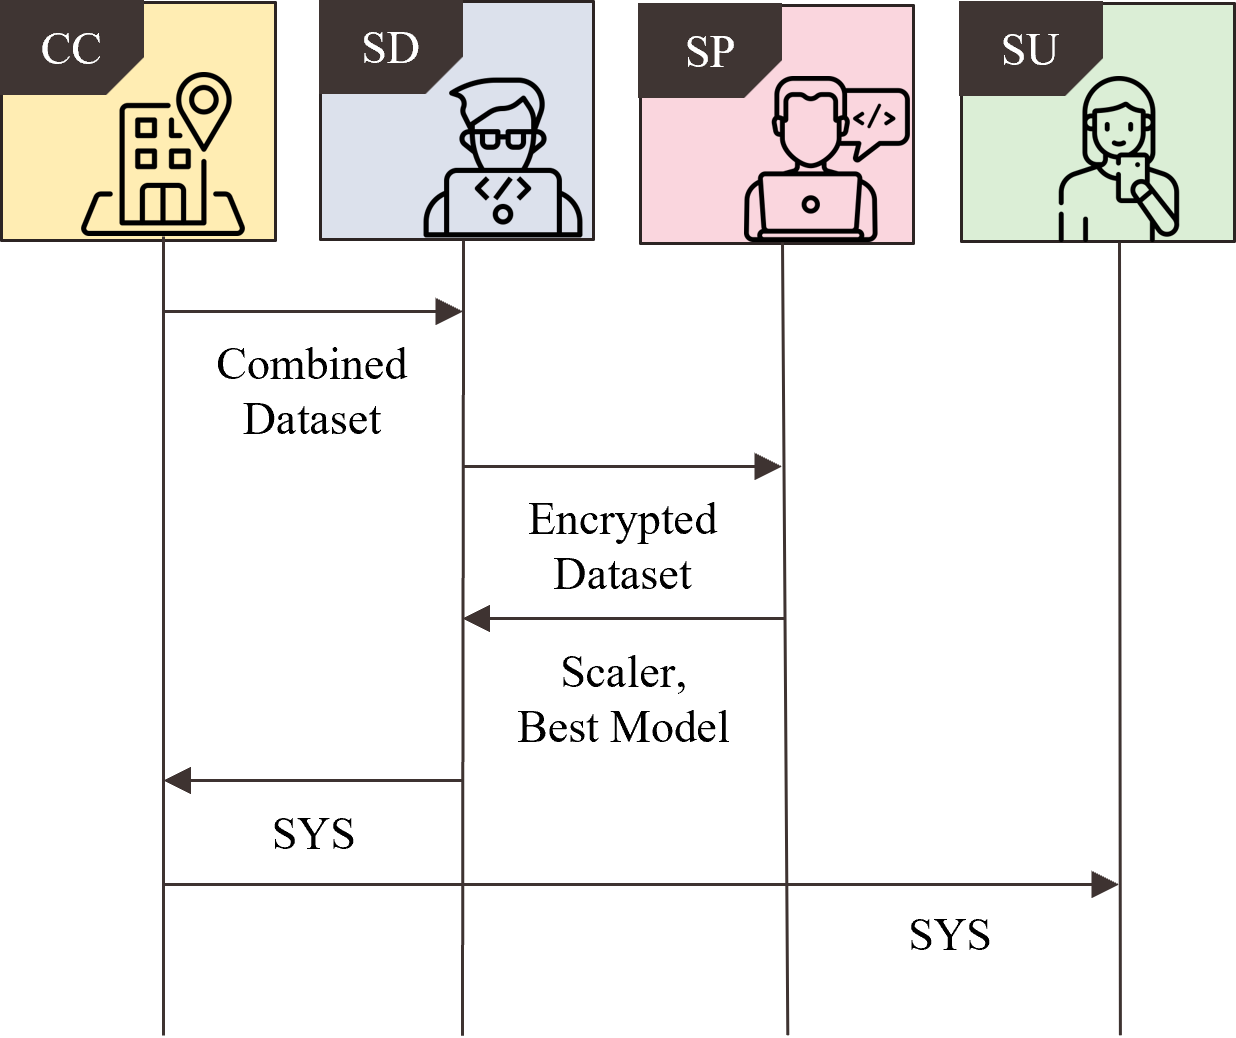 CC
SD
SP
SU
</>
</>
Combined
Dataset
Encrypted
Dataset
Scaler,
Best Model
SYS
SYS